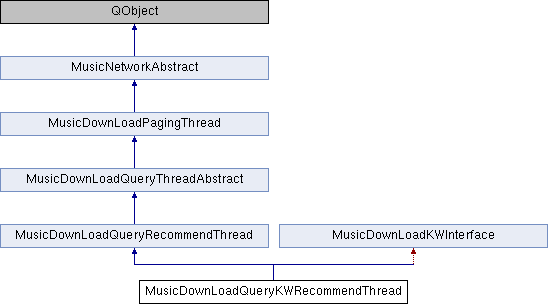 QObject
MusicNetworkAbstract
MusicDownLoadPagingThread
MusicDownLoadQueryThreadAbstract
MusicDownLoadQueryRecommendThread
MusicDownLoadKWInterface
MusicDownLoadQueryKWRecommendThread